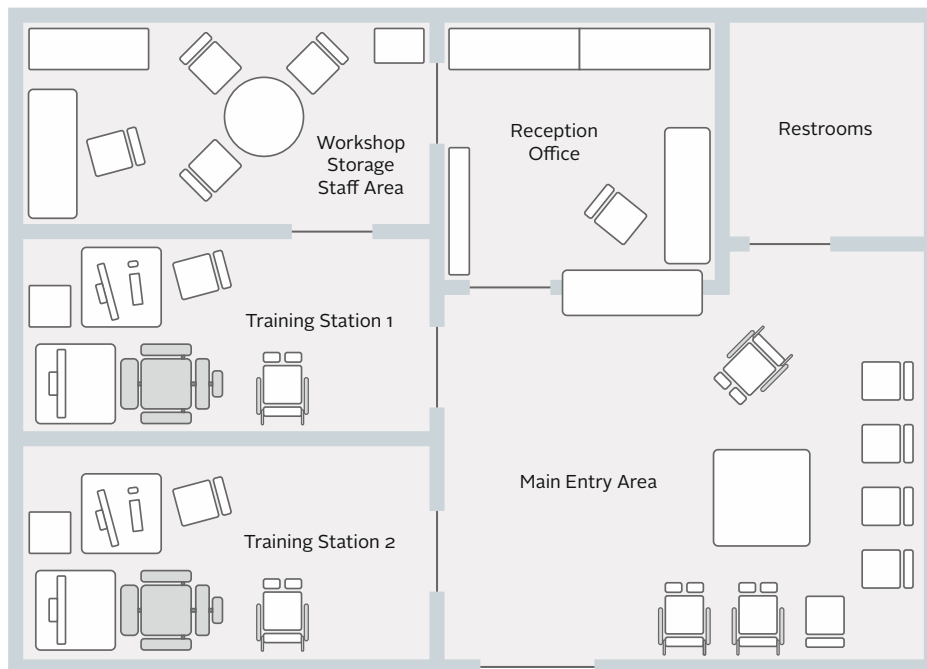 Workshop
Storage
Staff Area
Reception
Office
Restrooms
Training Station 1
Main Entry Area
Training Station 2